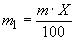 m₁ = m · X / 100